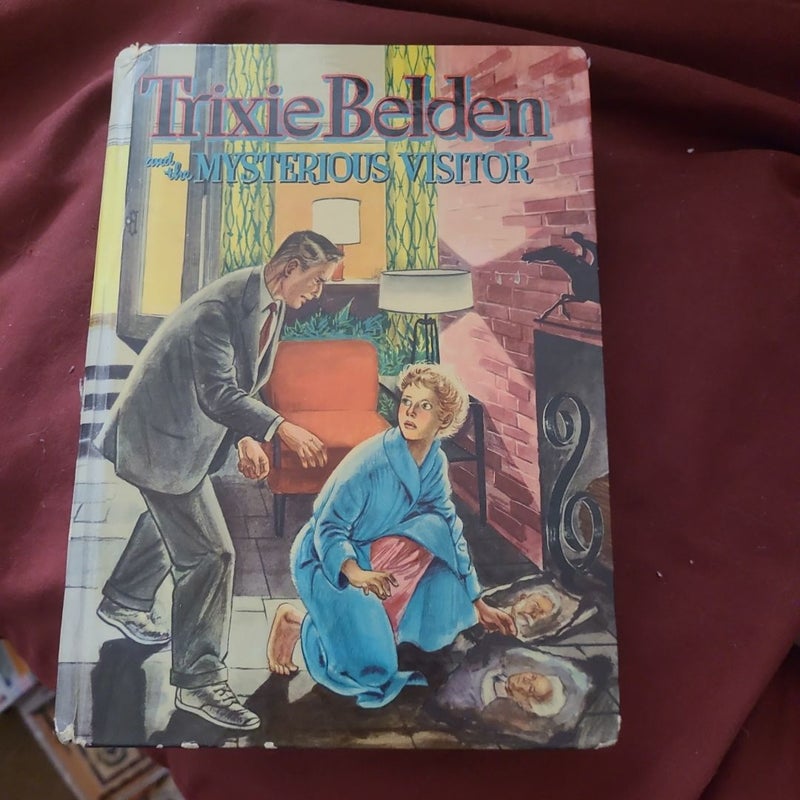 Trixie Belden
and the MYSTERIOUS VISITOR